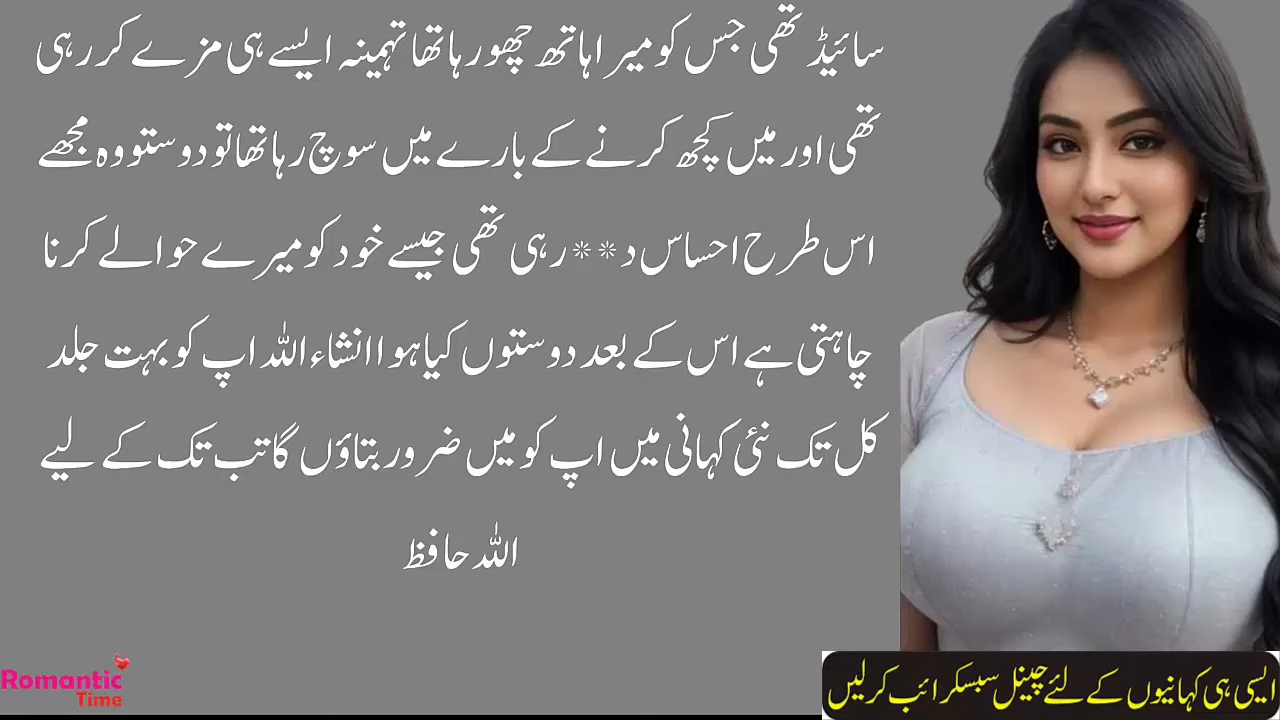 سائیڈ تھی جس کو میرا ہاتھ چھو رہا تھا تہمینہ ایسے ہی مزے کر رہی
تھی اور میں کچھ کرنے کے بارے میں سوچ رہا تھا تو دوستو وہ مجھے
اس طرح احساس د**رہی تھی جیسے خود کو میرے حوالے کرنا
چاہتی ہے اس کے بعد دوستوں کیا ہوا انشاء اللہ اپ کو بہت جلد
کل تک نئی کہانی میں اپ کو میں ضرور بتاؤں گا تب تک کے لیے
اللہ حافظ
Romantic
Time
ایسی ہی کہانیوں کے لئے چینل سبسکرائب کر لیں